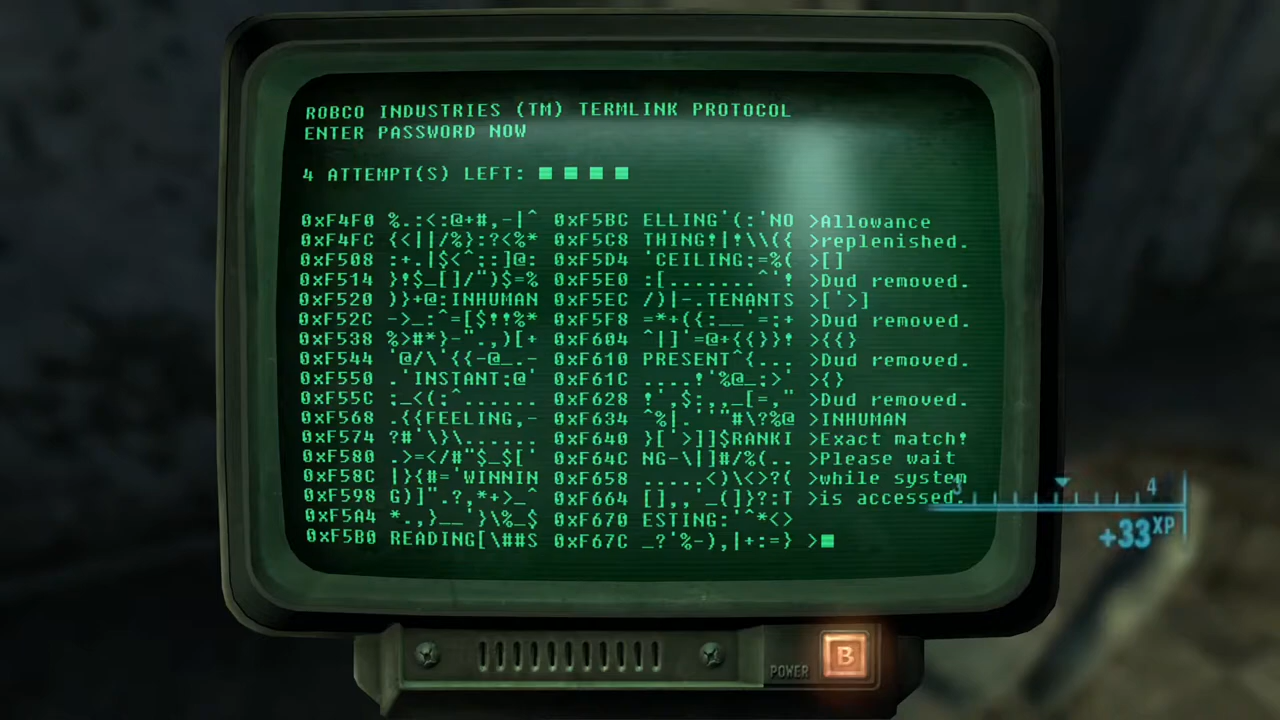 ROBCO INDUSTRIES (TM) TERMLINK PROTOCOL
ENTER PASSWORD NOW
4 ATTEMPT(S) LEFT: ■ ■ ■ ■
0xF4F0 %.:<:@+#,-|^ 0xF5BC ELLING'(:'NO >Allowance
0xF4FC {<||/%}:?<%* 0xF5C8 THING!|!\\({ >replenished.
0xF508 :+.|$<^;:]@: 0xF5D4 'CEILING;=%( >[]
0xF514 }!$_[]/")$=% 0xF5E0 :[.......^'! >Dud removed.
0xF520 )}+@:INHUMAN 0xF5EC /)|-.TENANTS >['>]
0xF52C ->_:^=[$!!%* 0xF5F8 =*+({:__'=;+ >Dud removed.
0xF538 %>#*}-".,)[+ 0xF604 ^|]'=@+{{}}! >{{}
0xF544 '@/\'{{-@_.- 0xF610 PRESENT^{... >Dud removed.
0xF550 .'INSTANT;@' 0xF61C ....!'%@_;>' >{}
0xF55C :_<(:^...... 0xF628 !',$:,,_[=," >Dud removed.
0xF568 .{{FEELING,- 0xF634 ^%|.''"#\?%@ >INHUMAN
0xF574 ?#'\}\...... 0xF640 }['>]]$RANKI >Exact match!
0xF580 .>=</#"$_$[' 0xF64C NG-\|]#/%(.. >Please wait
0xF58C |}{#='WINNIN 0xF658 .....<)\<>?{ >while system
0xF598 G)]".?,*+>_^ 0xF664 [],,'_(]}?:T >is accessed.
0xF5A4 *.,}__'}\%_$ 0xF670 ESTING:'^*<>
0xF5B0 READING[\##S 0xF67C _?'%-),|+:=} >■
4
+33 XP
POWER
B